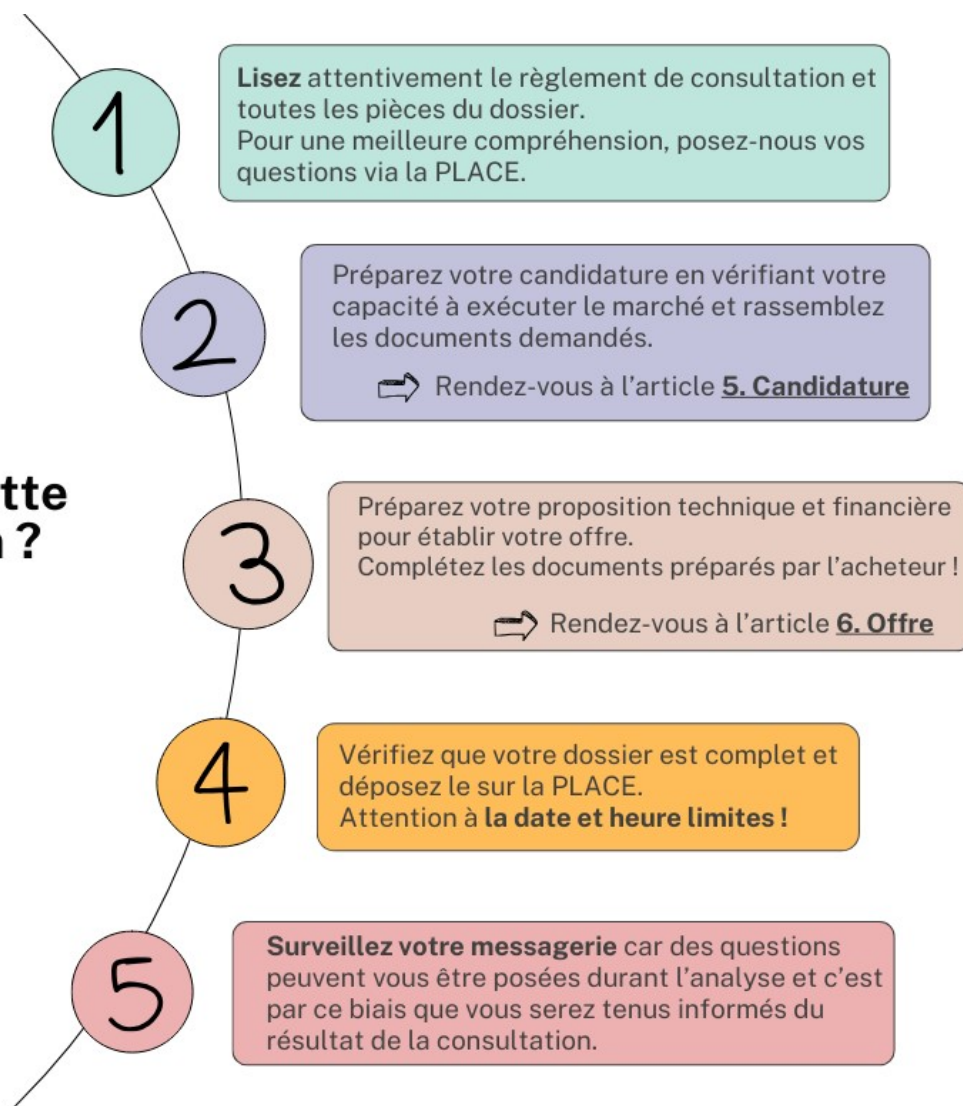 1
Lisez attentivement le règlement de consultation et
toutes les pièces du dossier.
Pour une meilleure compréhension, posez-nous vos
questions via la PLACE.
2
Préparez votre candidature en vérifiant votre
capacité à exécuter le marché et rassemblez
les documents demandés.
Rendez-vous à l'article 5. Candidature
tte
?
3
Préparez votre proposition technique et financière
pour établir votre offre.
Complétez les documents préparés par l'acheteur !
Rendez-vous à l'article 6. Offre
4
Vérifiez que votre dossier est complet et
déposez le sur la PLACE.
Attention à la date et heure limites !
5
Surveillez votre messagerie car des questions
peuvent vous être posées durant l'analyse et c'est
par ce biais que vous serez tenus informés du
résultat de la consultation.